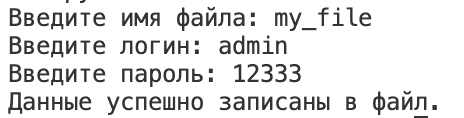 Введите имя файла: my_file
Введите логин: admin
Введите пароль: 12333
Данные успешно записаны в файл.